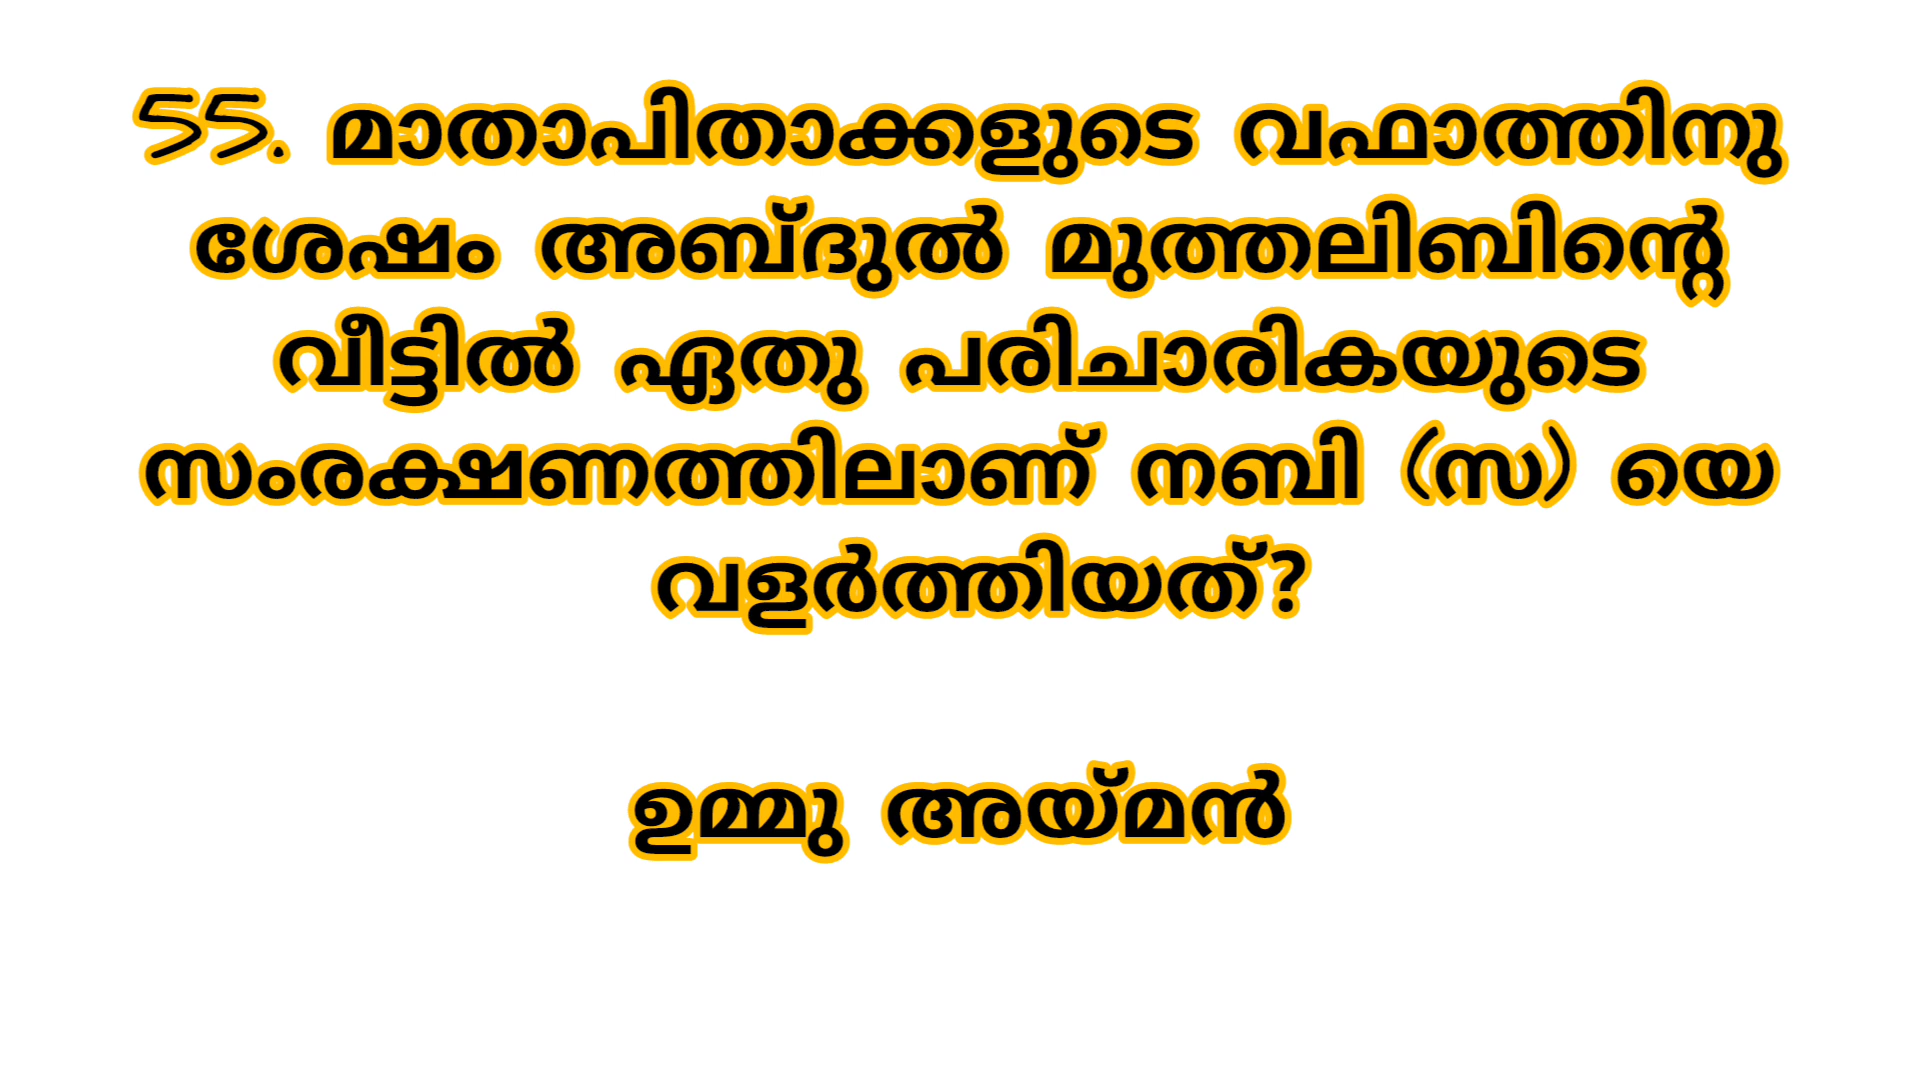 55. മാതാപിതാക്കളുടെ വഫാത്തിനു
ശേഷം അബ്ദുൽ മുത്തലിബിന്റെ
വീട്ടിൽ ഏതു പരിചാരികയുടെ
സംരക്ഷണത്തിലാണ് നബി (സ) യെ
വളർത്തിയത്?
ഉമ്മു അയ്മൻ